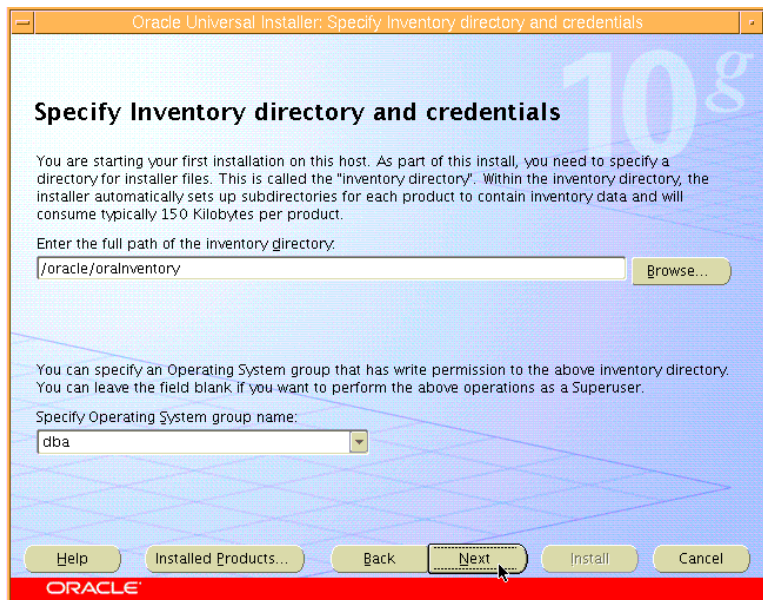 Oracle Universal Installer: Specify Inventory directory and credentials
10g
Specify Inventory directory and credentials
You are starting your first installation on this host. As part of this install, you need to specify a
directory for installer files. This is called the "inventory directory". Within the inventory directory, the
installer automatically sets up subdirectories for each product to contain inventory data and will
consume typically 150 Kilobytes per product.
Enter the full path of the inventory directory:
/oracle/oraInventory
Browse...
You can specify an Operating System group that has write permission to the above inventory directory.
You can leave the field blank if you want to perform the above operations as a Superuser.
Specify Operating System group name:
dba
Help
Installed Products...
Back
Next
Install
Cancel
ORACLE